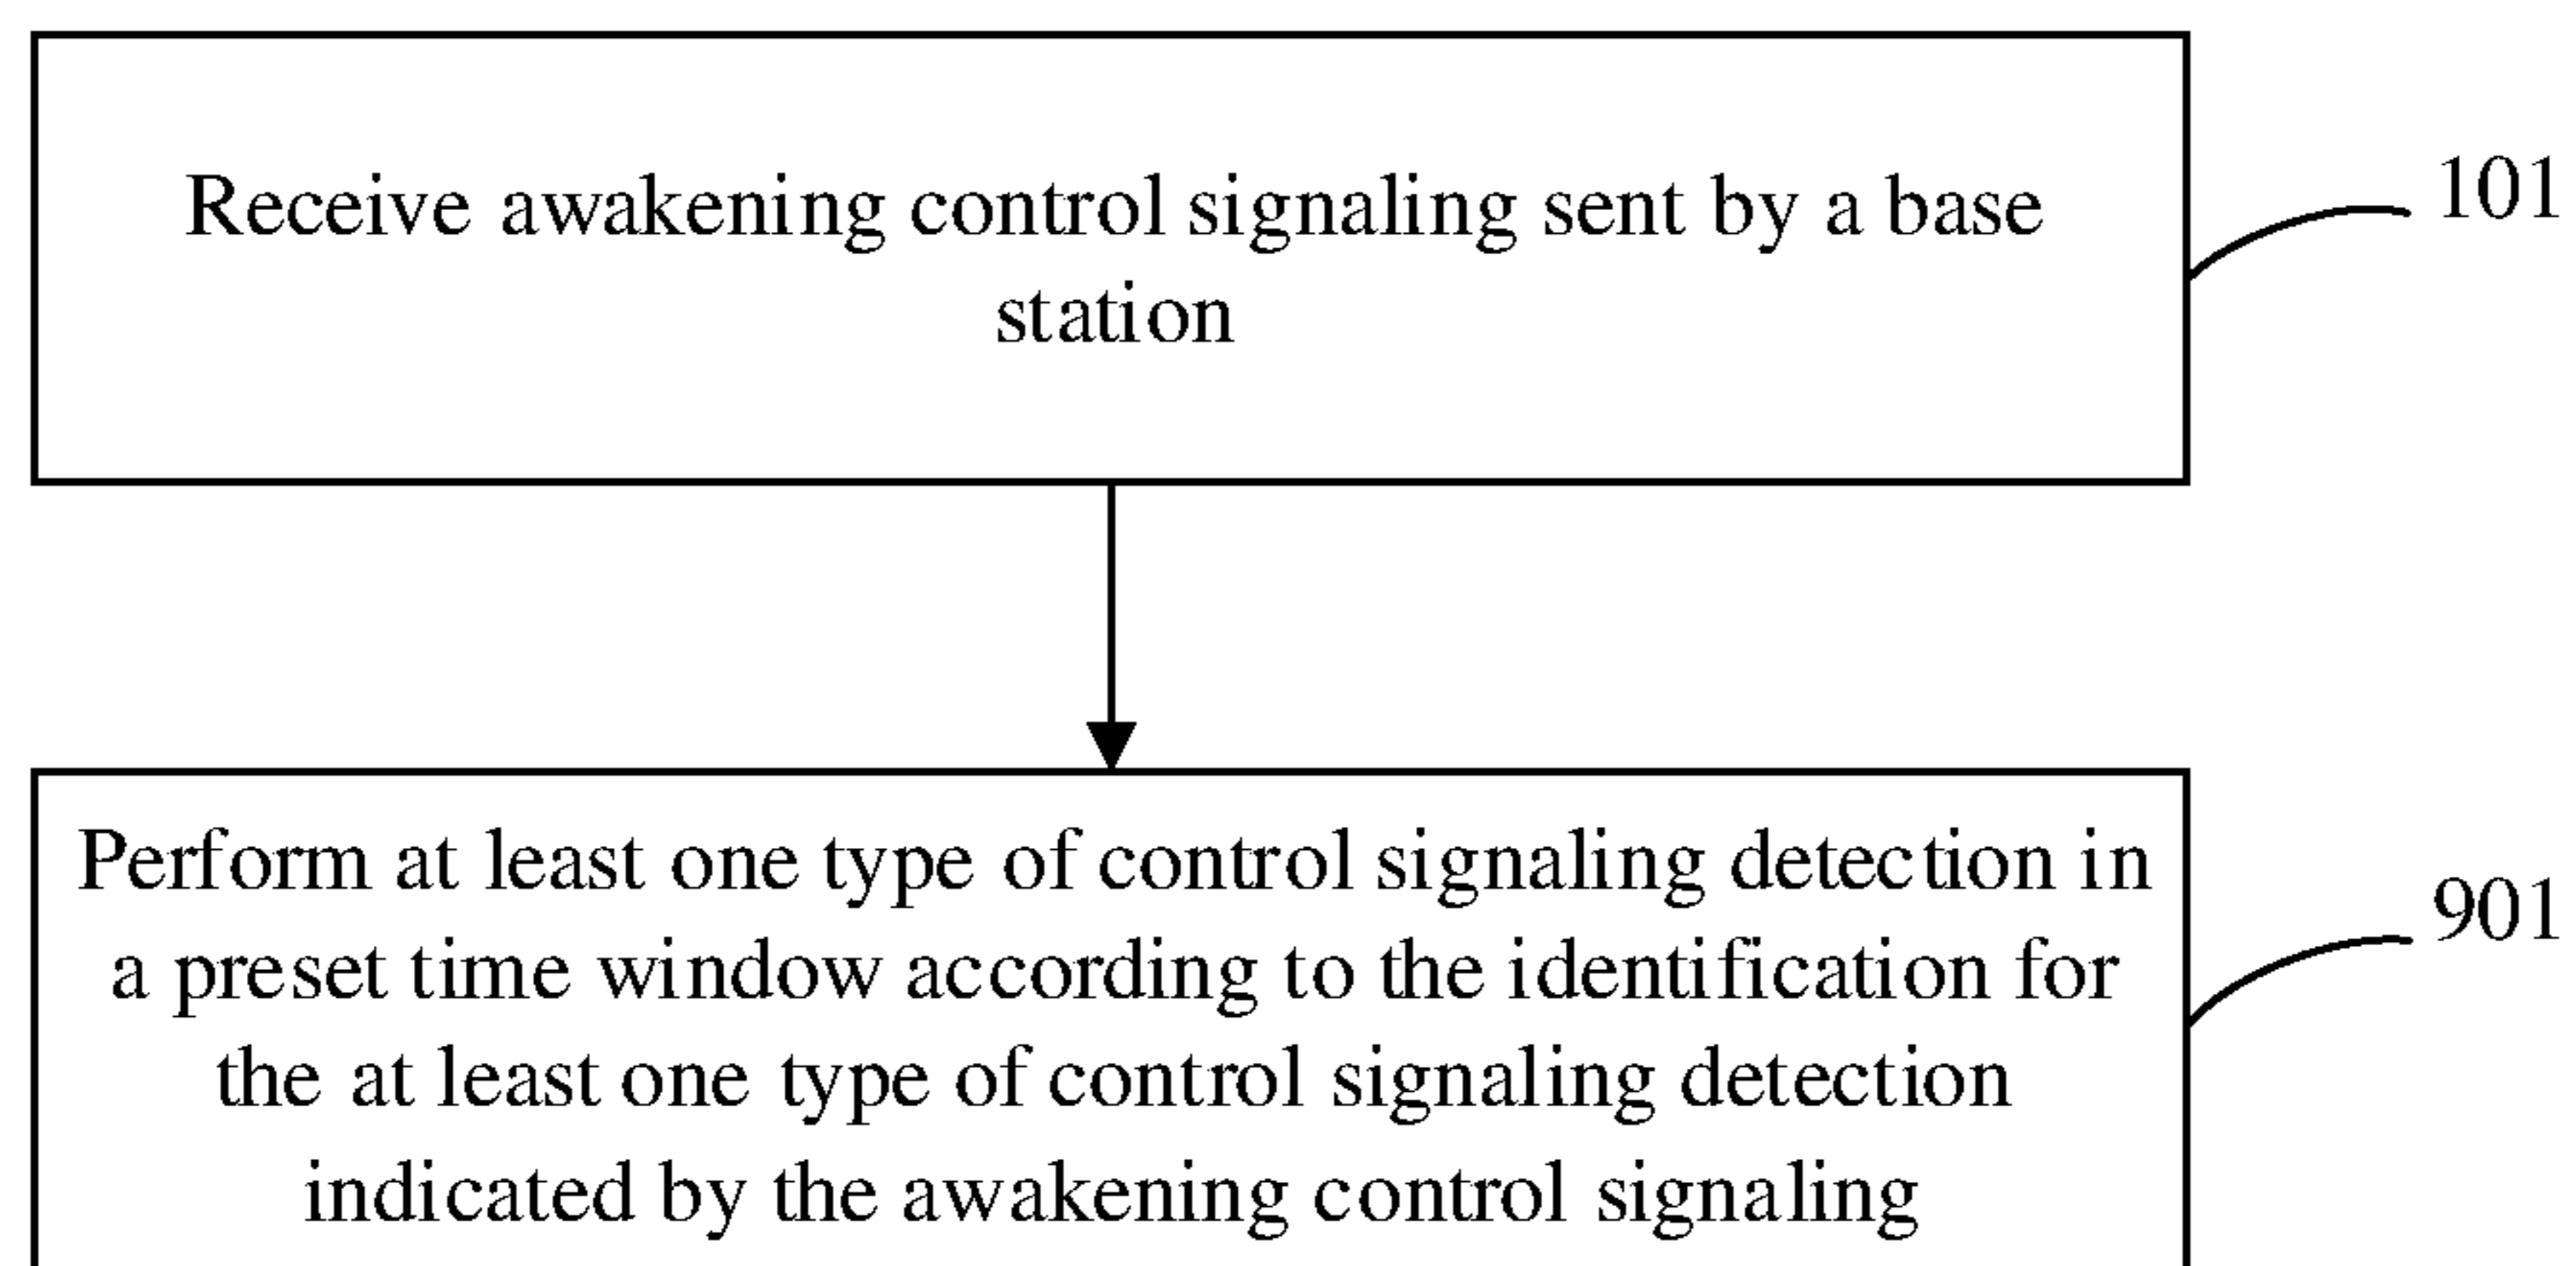 Receive awakening control signaling sent by a base
station
101
Perform at least one type of control signaling detection in
a preset time window according to the identification for
the at least one type of control signaling detection
indicated by the awakening control signaling
901